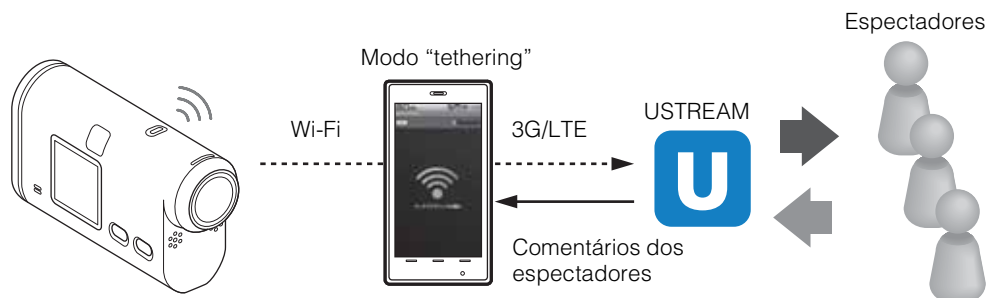 Espectadores
Modo “tethering”
Wi-Fi
3G/LTE
USTREAM
U
Comentários dos
espectadores